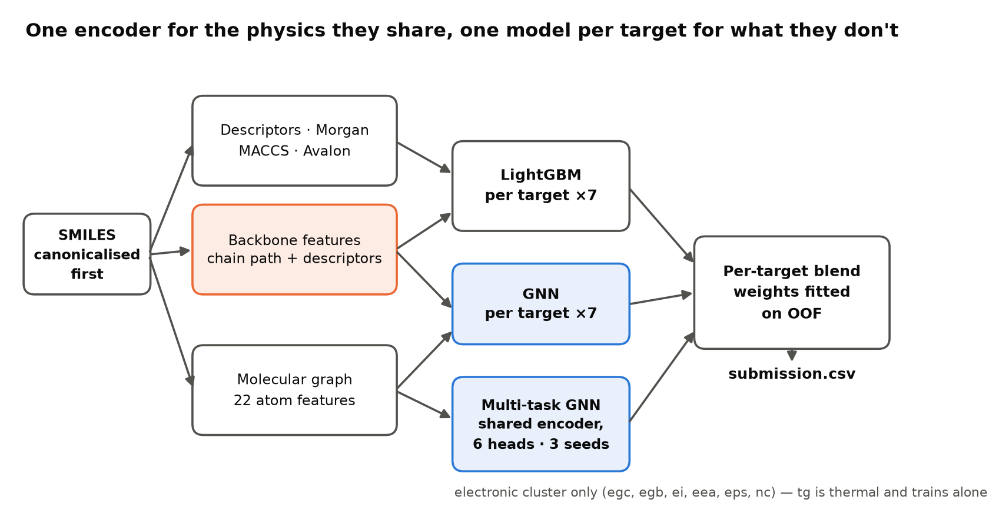 One encoder for the physics they share, one model per target for what they don't
Descriptors · Morgan
MACCS · Avalon
SMILES
canonicalised
first
Backbone features
chain path + descriptors
Molecular graph
22 atom features
LightGBM
per target ×7
GNN
per target ×7
Multi-task GNN
shared encoder,
6 heads · 3 seeds
Per-target blend
weights fitted
on OOF
submission.csv
electronic cluster only (egc, egb, ei, eea, eps, nc) — tg is thermal and trains alone